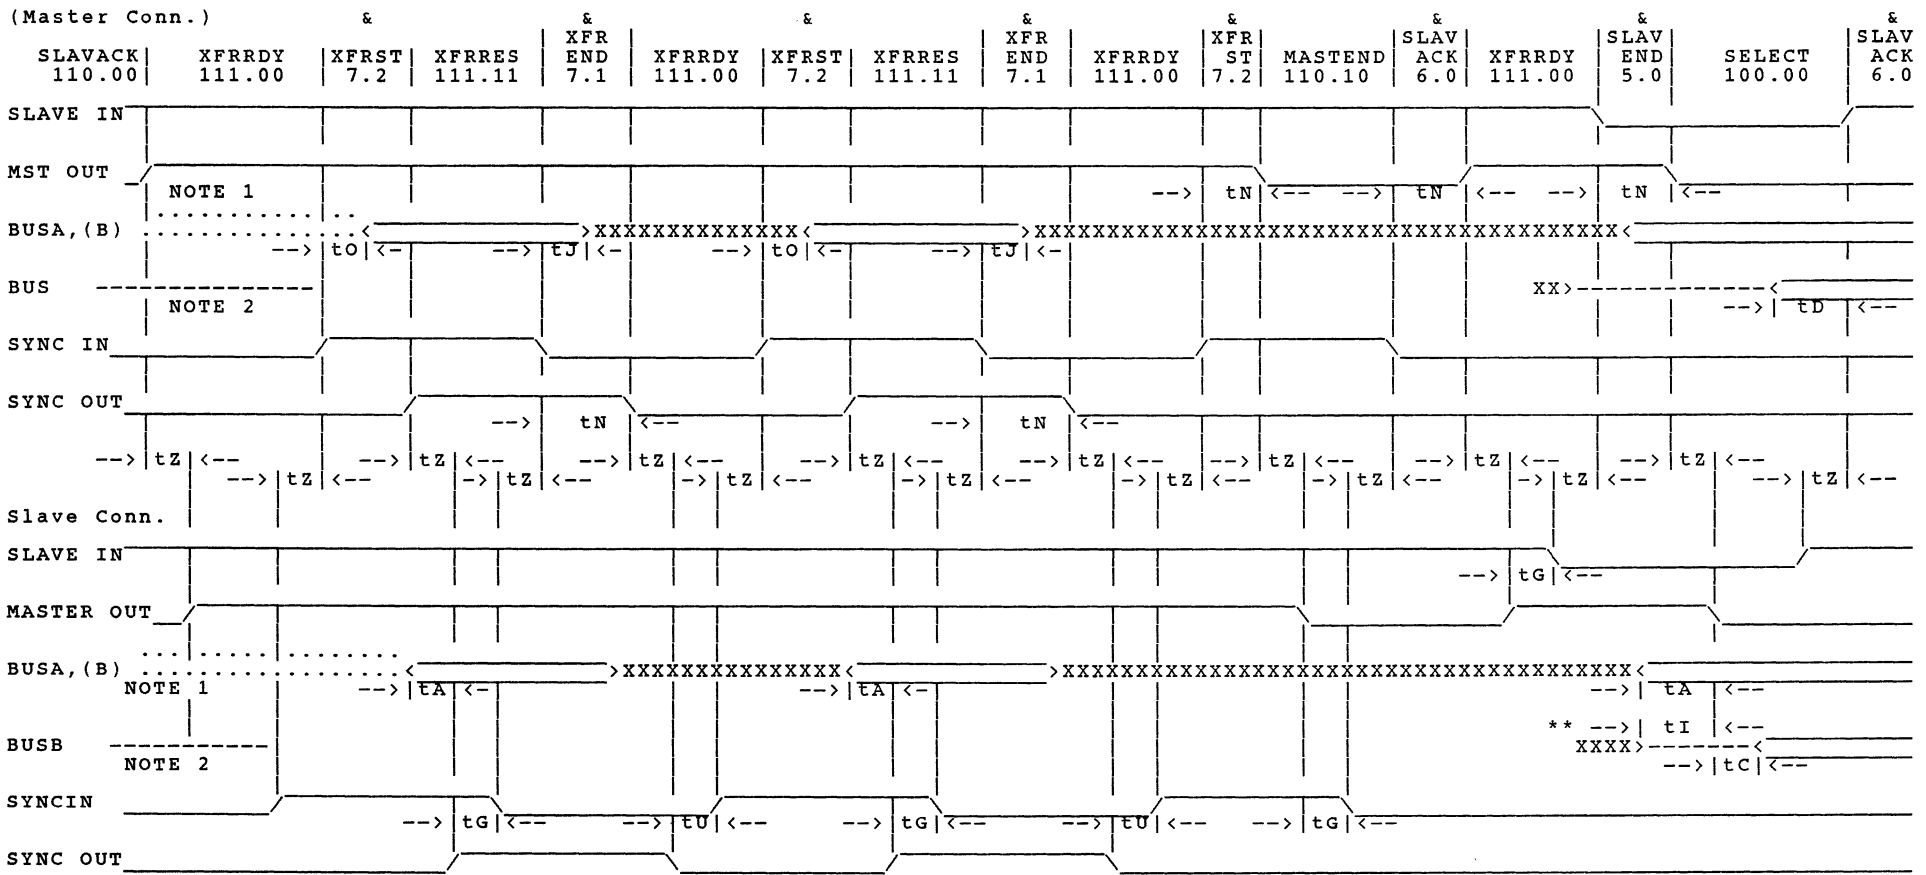 (Master Conn.) & & & & & & & &
XFR XFR XFR SLAV SLAV SLAV
SLAVACK| XFRRDY |XFRST| XFRRES | END | XFRRDY |XFRST| XFRRES | END | XFRRDY | ST| MASTEND| ACK | XFRRDY | END | SELECT | ACK
110.00| 111.00 | 7.2 | 111.11 | 7.1 | 111.00 | 7.2 | 111.11 | 7.1 | 111.00 |7.2| 110.10 | 6.0 | 111.00 | 5.0 | 100.00 | 6.0
SLAVE IN
MST OUT
NOTE 1 --> tN <-- --> tN <-- --> tN <--
BUSA,(B) ............. < >XXXXXXXXXXXXXX< >XXXXXXXXXXXXXXXXXXXXXXXXXXXXXXXXXXXXXXXX<
-->|tO|<- -->|tJ|<- -->|tO|<- -->|tJ|<-
BUS --------------- XX>-------------<
NOTE 2 -->| tD |<--
SYNC IN
SYNC OUT
--> tN <-- --> tN <--
-->|tZ|<-- -->|tZ|<-- -->|tZ|<-- -->|tZ|<-- -->|tZ|<-- -->|tZ|<-- -->|tZ|<-- -->|tZ|<--
-->|tZ|<-- ->|tZ|<-- ->|tZ|<-- ->|tZ|<-- ->|tZ|<-- ->|tZ|<-- ->|tZ|<-- -->|tZ|<--
Slave Conn.
SLAVE IN
-->|tG|<--
MASTER OUT
BUSA,(B) ................ < >XXXXXXXXXXXXXXX< >XXXXXXXXXXXXXXXXXXXXXXXXXXXXXXXXXXXXXXX<
NOTE 1 -->|tA|<- -->|tA|<- -->| tA |<--
** -->| tI |<--
BUSB ----------- XXXX>-------<
NOTE 2 -->|tC|<--
SYNCIN
-->|tG|<-- -->|tU|<-- -->|tG|<-- -->|tU|<-- -->|tG|<--
SYNC OUT